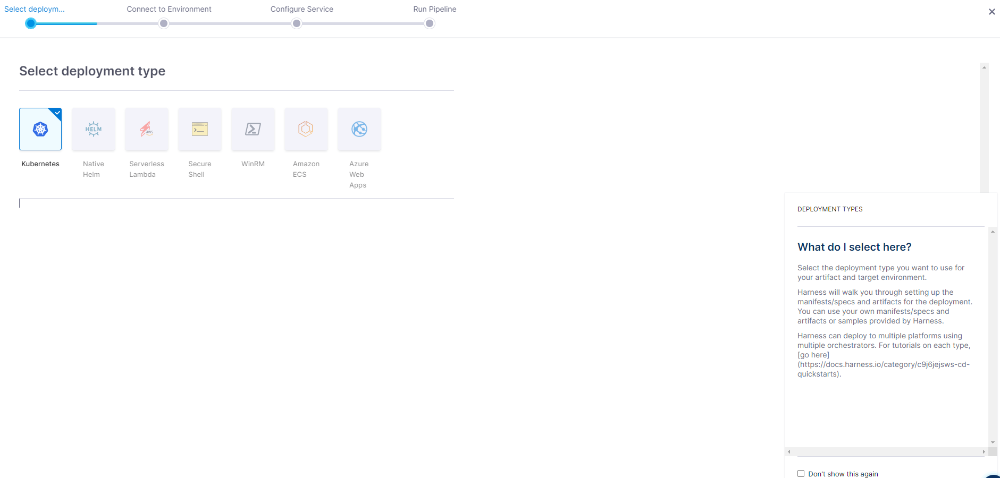 Select deploym...
Connect to Environment
Configure Service
Run Pipeline
Select deployment type
HELM
aws
Kubernetes
Native
Helm
Serverless
Lambda
Secure
Shell
WinRM
Amazon
ECS
Azure
Web
Apps
DEPLOYMENT TYPES
What do I select here?
Select the deployment type you want to use for
your artifact and target environment.
Harness will walk you through setting up the
manifests/specs and artifacts for the deployment.
You can use your own manifests/specs and
artifacts or samples provided by Harness.
Harness can deploy to multiple platforms using
multiple orchestrators. For tutorials on each type,
[go here]
(https://docs.harness.io/category/c9j6jejsws-cd-
quickstarts).
Don't show this again